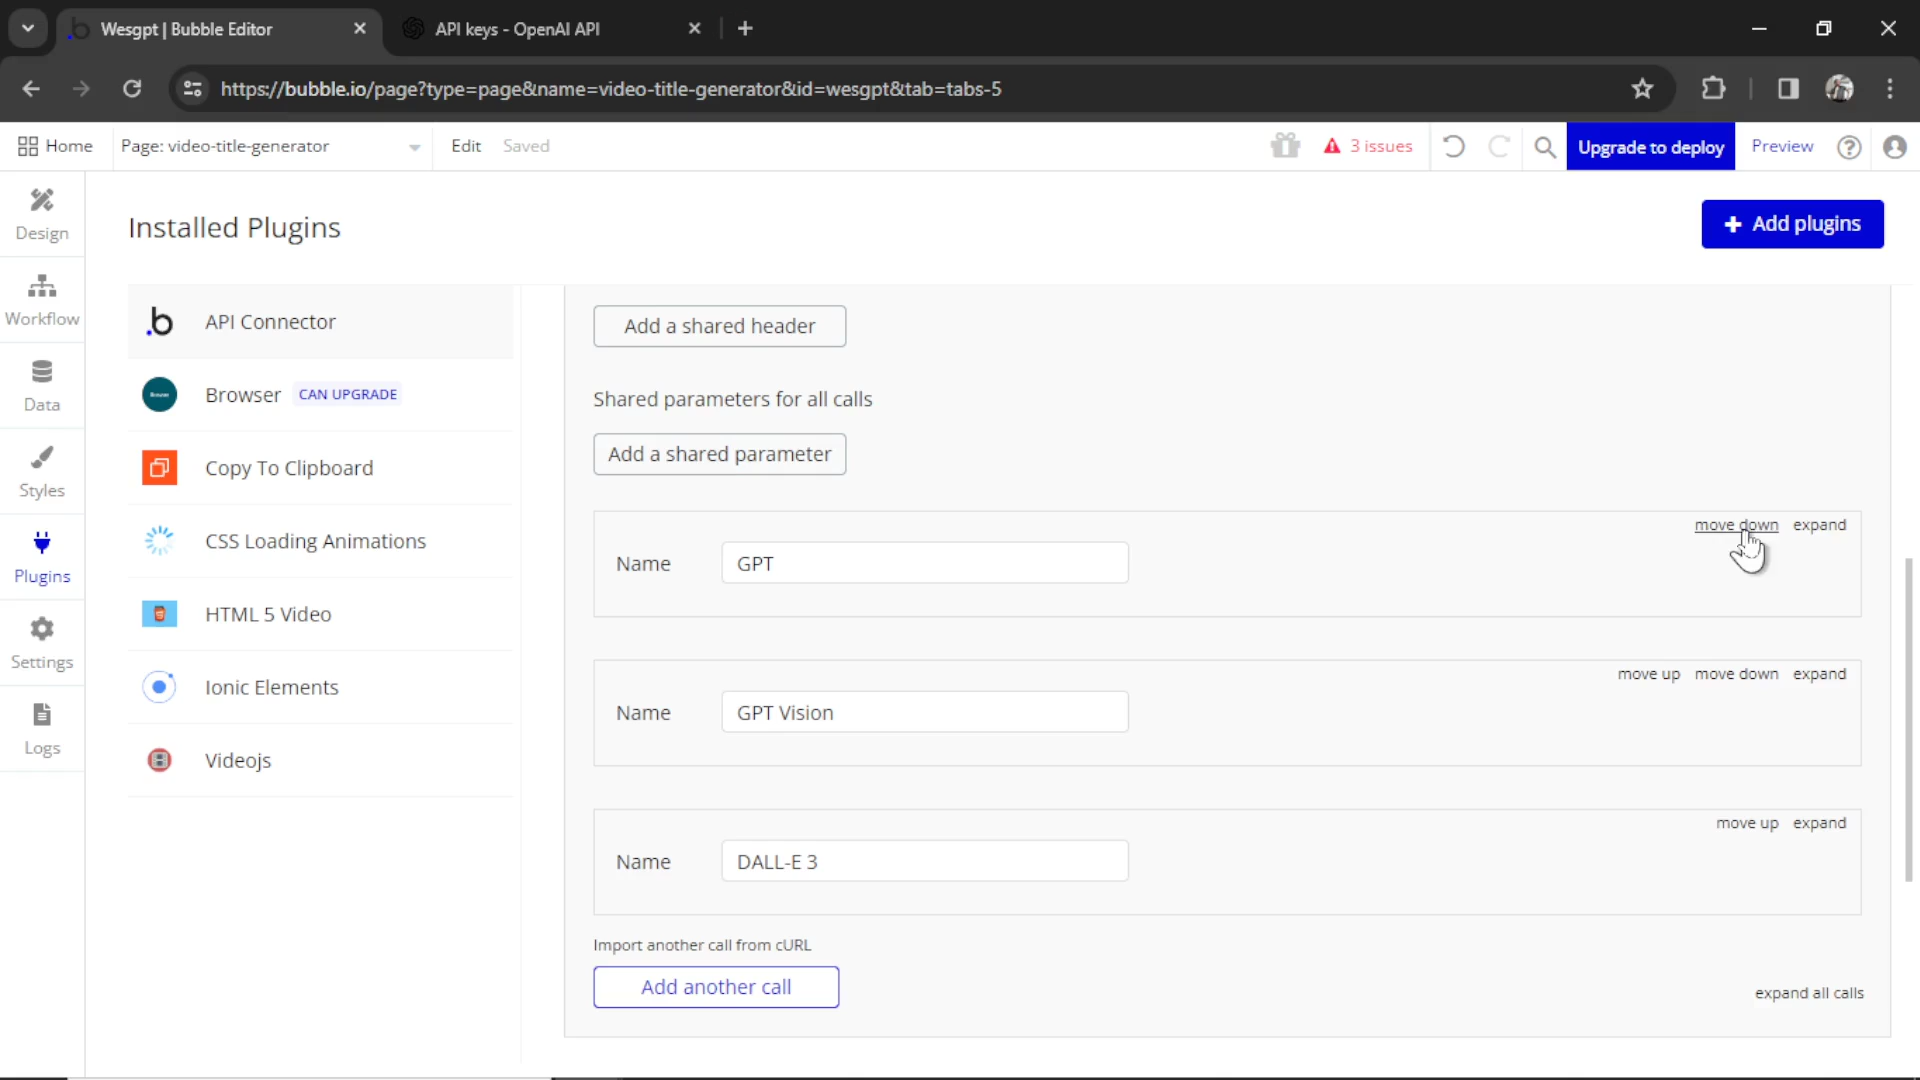 Wesgpt | Bubble Editor
API keys - OpenAI API
https://bubble.io/page?type=page&name=video-title-generator&id=wesgpt&tab=tabs-5
Home
Page: video-title-generator
Edit
Saved
3 issues
Upgrade to deploy
Preview
Design
Workflow
Data
Styles
Plugins
Settings
Logs
Installed Plugins
+ Add plugins
API Connector
Browser CAN UPGRADE
Copy To Clipboard
CSS Loading Animations
HTML 5 Video
Ionic Elements
Videojs
Add a shared header
Shared parameters for all calls
Add a shared parameter
move down expand
Name GPT
move up move down expand
Name GPT Vision
move up expand
Name DALL-E 3
Import another call from cURL
Add another call
expand all calls